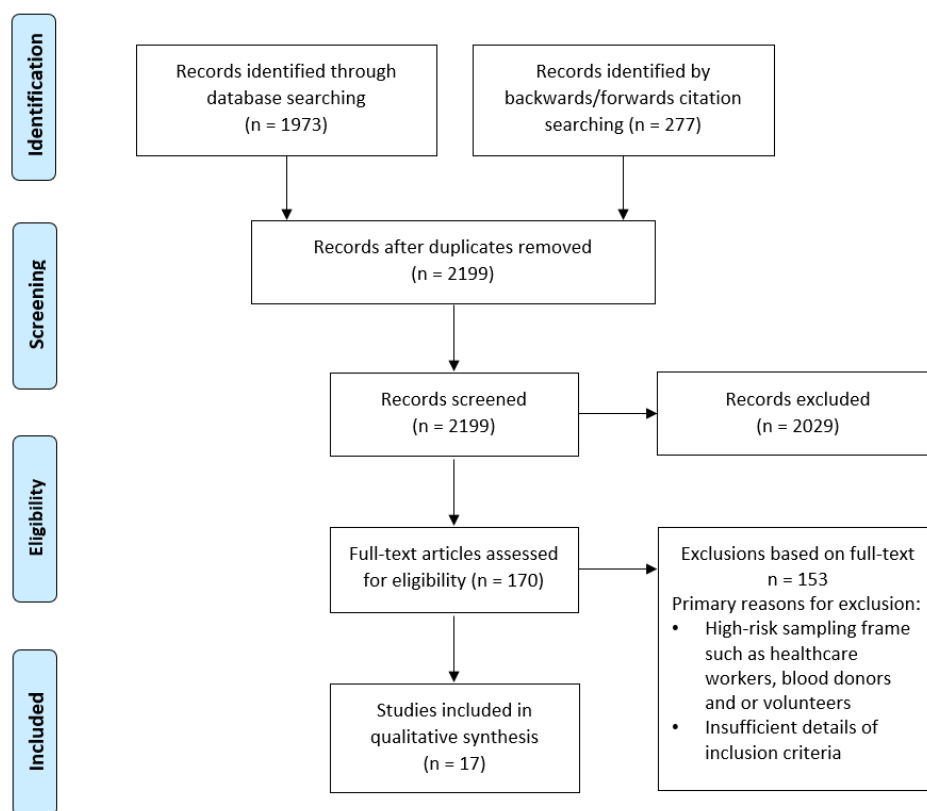 Identification
Records identified through
database searching
(n = 1973)
Records identified by
backwards/forwards citation
searching (n = 277)
Screening
Records after duplicates removed
(n = 2199)
Records screened
(n = 2199)
Records excluded
(n = 2029)
Eligibility
Full-text articles assessed
for eligibility (n = 170)
Exclusions based on full-text
n = 153
Primary reasons for exclusion:
• High-risk sampling frame
such as healthcare
workers, blood donors
and or volunteers
• Insufficient details of
inclusion criteria
Included
Studies included in
qualitative synthesis
(n = 17)